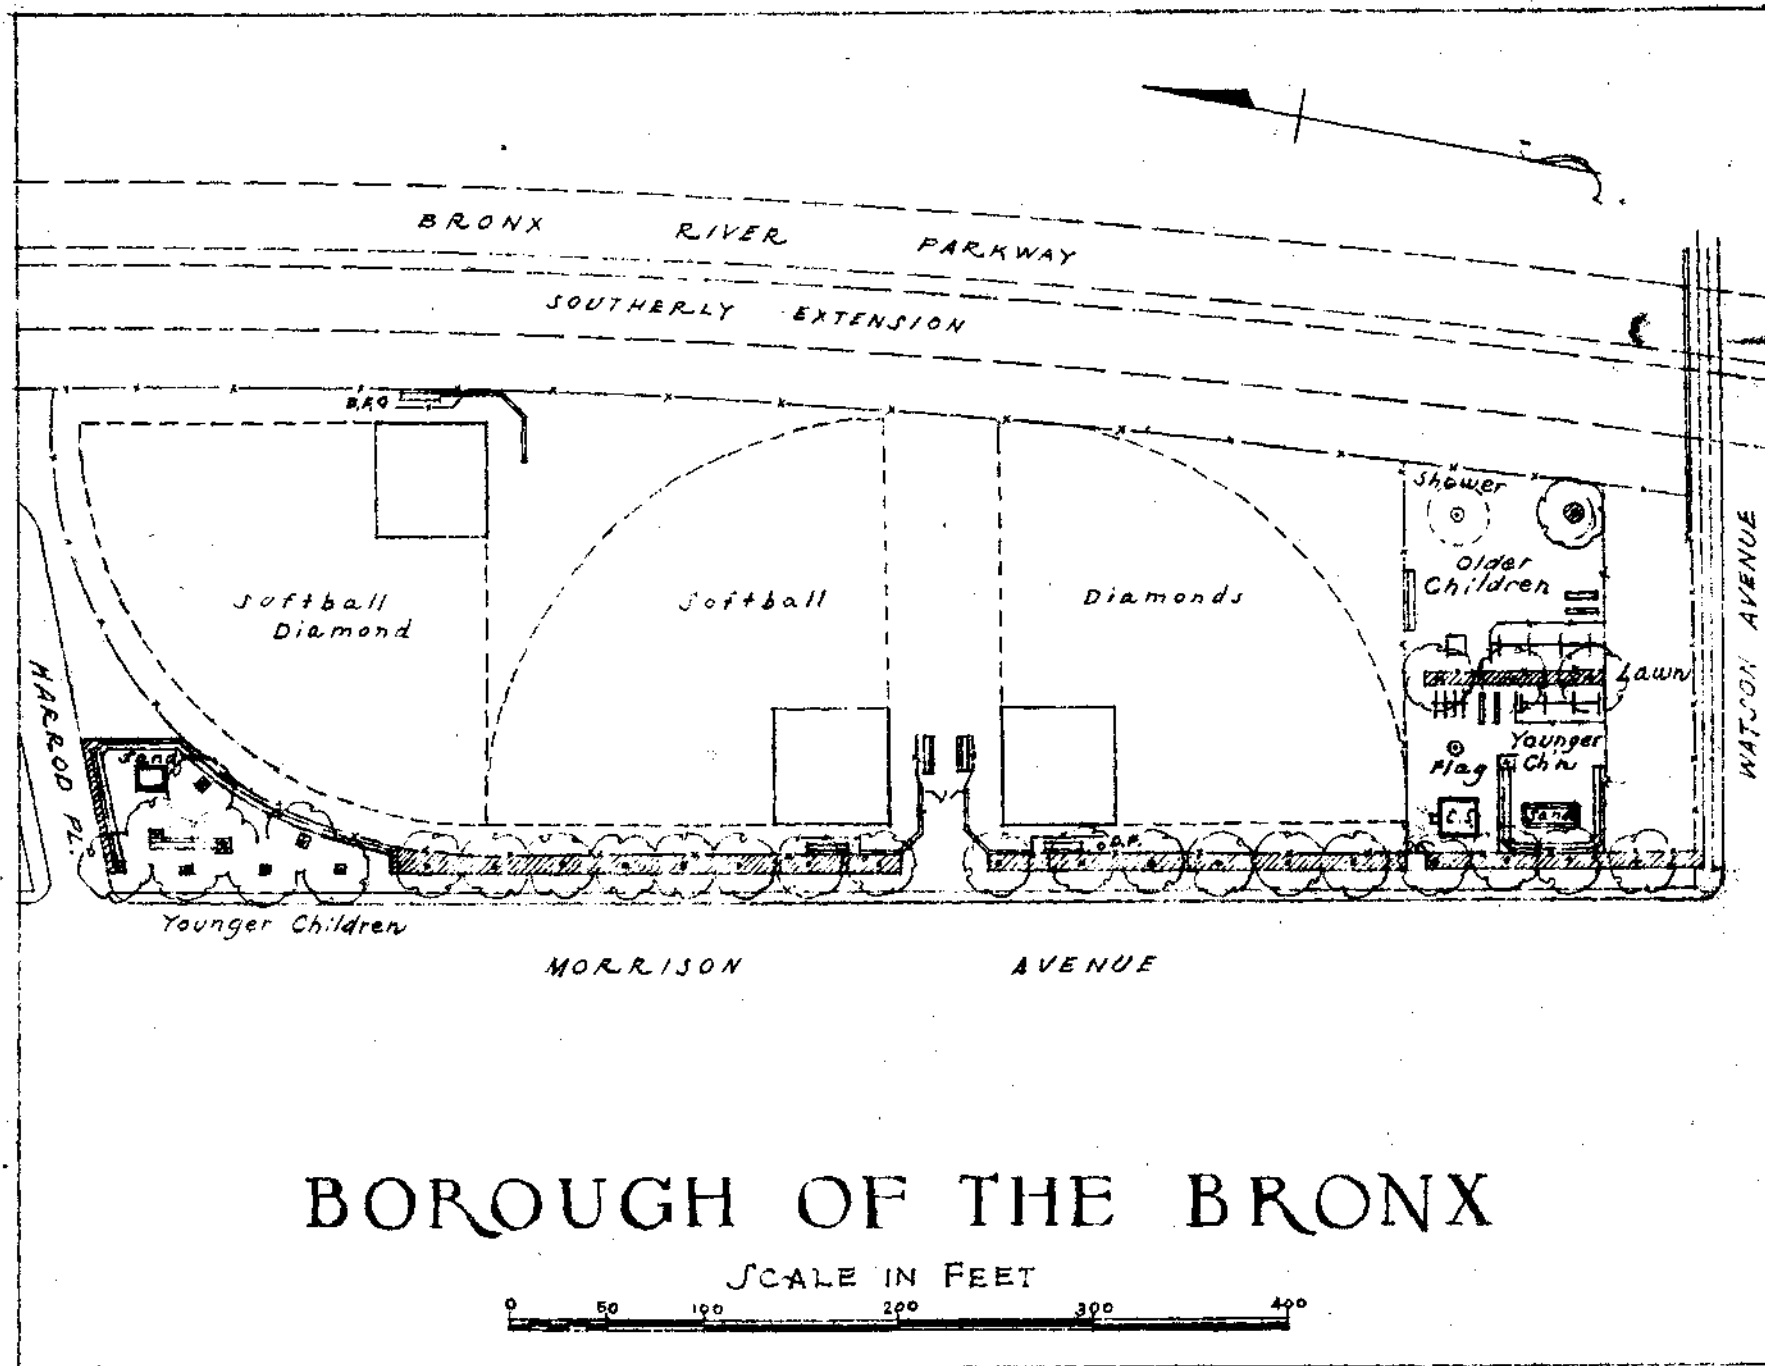 BRONX RIVER PARKWAY
SOUTHERLY EXTENSION
Shower
Older
Children
Softball
Diamond
Softball Diamonds
Lawn
HARROD PL.
WATSON AVENUE
Sand
Younger
Ch'n
Flag
C.S.
Sand
D.F.
Younger Children
MORRISON AVENUE
BOROUGH OF THE BRONX
SCALE IN FEET
0 50 100 200 300 400